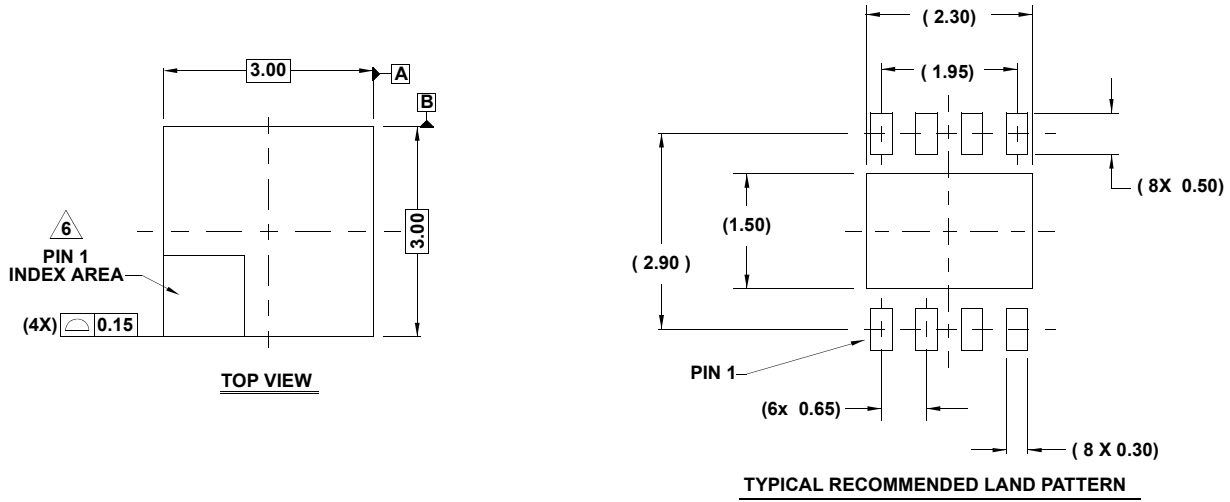 3.00
A
B
3.00
6
PIN 1
INDEX AREA
(4X) 0.15
TOP VIEW
( 2.30)
( 1.95)
( 8X 0.50)
(1.50)
( 2.90 )
PIN 1
(6x 0.65)
( 8 X 0.30)
TYPICAL RECOMMENDED LAND PATTERN